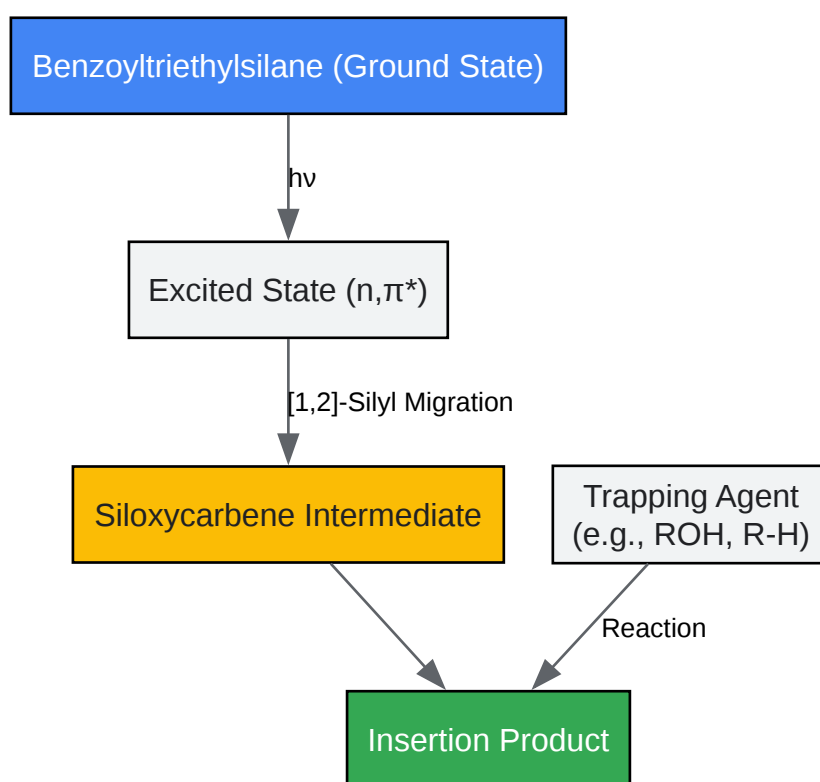 Benzoyltriethylsilane (Ground State)
hν
Excited State (n,π*)
[1,2]-Silyl Migration
Siloxycarbene Intermediate
Trapping Agent
(e.g., ROH, R-H)
Reaction
Insertion Product